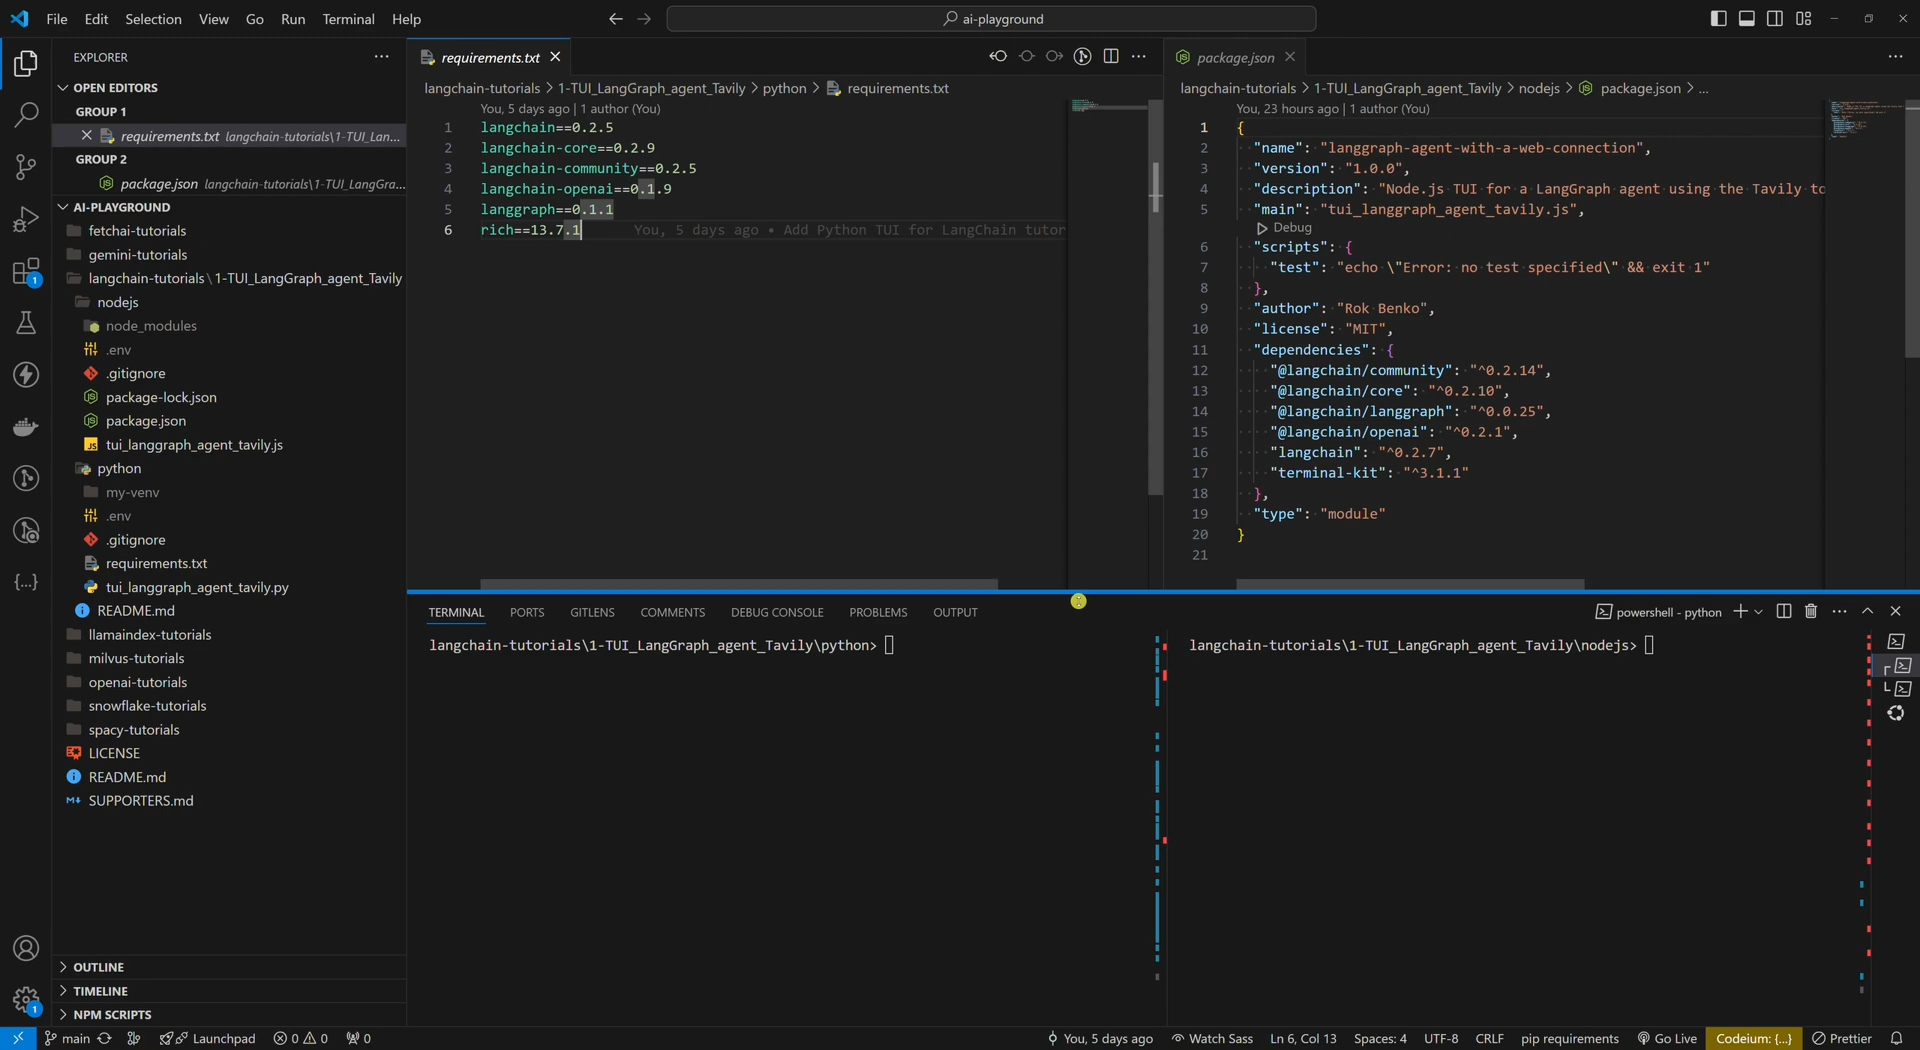 File Edit Selection View Go Run Terminal Help
ai-playground
EXPLORER
OPEN EDITORS
GROUP 1
requirements.txt langchain-tutorials\1-TUI_Lan...
GROUP 2
package.json langchain-tutorials\1-TUI_LangGra...
AI-PLAYGROUND
fetchai-tutorials
gemini-tutorials
langchain-tutorials \ 1-TUI_LangGraph_agent_Tavily
nodejs
node_modules
.env
.gitignore
package-lock.json
package.json
tui_langgraph_agent_tavily.js
python
my-venv
.env
.gitignore
requirements.txt
tui_langgraph_agent_tavily.py
README.md
llamaindex-tutorials
milvus-tutorials
openai-tutorials
snowflake-tutorials
spacy-tutorials
LICENSE
README.md
SUPPORTERS.md
OUTLINE
TIMELINE
NPM SCRIPTS
1
1
requirements.txt
langchain-tutorials > 1-TUI_LangGraph_agent_Tavily > python > requirements.txt
You, 5 days ago | 1 author (You)
1 langchain==0.2.5
2 langchain-core==0.2.9
3 langchain-community==0.2.5
4 langchain-openai==0.1.9
5 langgraph==0.1.1
6 rich==13.7.1 You, 5 days ago • Add Python TUI for LangChain tutor
package.json
langchain-tutorials > 1-TUI_LangGraph_agent_Tavily > nodejs > package.json > ...
You, 23 hours ago | 1 author (You)
1 {
2 "name": "langgraph-agent-with-a-web-connection",
3 "version": "1.0.0",
4 "description": "Node.js TUI for a LangGraph agent using the Tavily to
5 "main": "tui_langgraph_agent_tavily.js",
Debug
6 "scripts": {
7 "test": "echo \"Error: no test specified\" && exit 1"
8 },
9 "author": "Rok Benko",
10 "license": "MIT",
11 "dependencies": {
12 "@langchain/community": "^0.2.14",
13 "@langchain/core": "^0.2.10",
14 "@langchain/langgraph": "^0.0.25",
15 "@langchain/openai": "^0.2.1",
16 "langchain": "^0.2.7",
17 "terminal-kit": "^3.1.1"
18 },
19 "type": "module"
20 }
21
TERMINAL PORTS GITLENS COMMENTS DEBUG CONSOLE PROBLEMS OUTPUT
powershell - python
langchain-tutorials\1-TUI_LangGraph_agent_Tavily\python>
langchain-tutorials\1-TUI_LangGraph_agent_Tavily\nodejs>
main Launchpad 0 0 0
You, 5 days ago Watch Sass Ln 6, Col 13 Spaces: 4 UTF-8 CRLF pip requirements Go Live Codeium: {...} Prettier